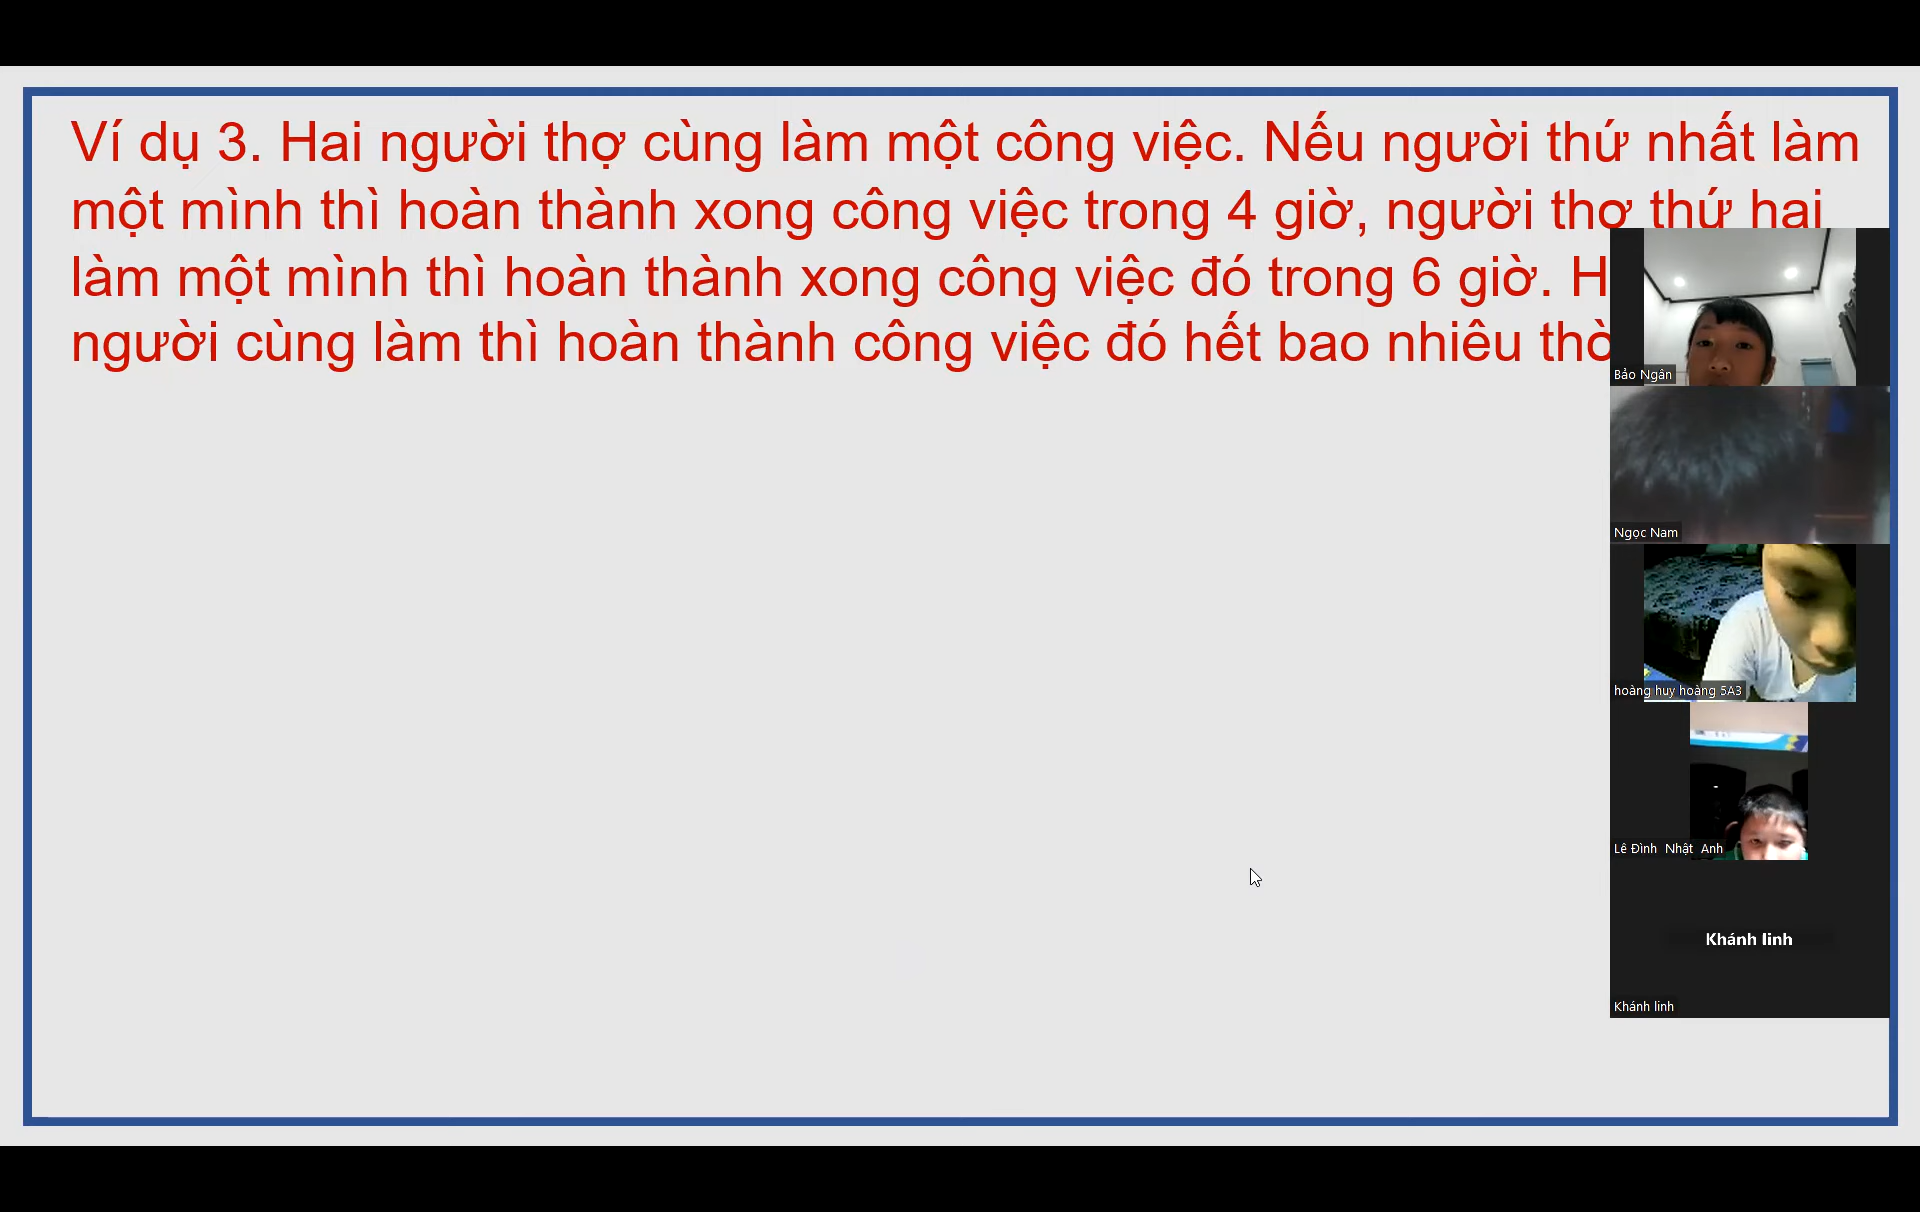 Ví dụ 3. Hai người thợ cùng làm một công việc. Nếu người thứ nhất làm
một mình thì hoàn thành xong công việc trong 4 giờ, người thợ thứ hai
làm một mình thì hoàn thành xong công việc đó trong 6 giờ. H
người cùng làm thì hoàn thành công việc đó hết bao nhiêu
Bảo Ngân
Ngọc Nam
hoàng huy hoàng 5A3
Lê Đình Nhật Anh
Khánh linh
Khánh linh